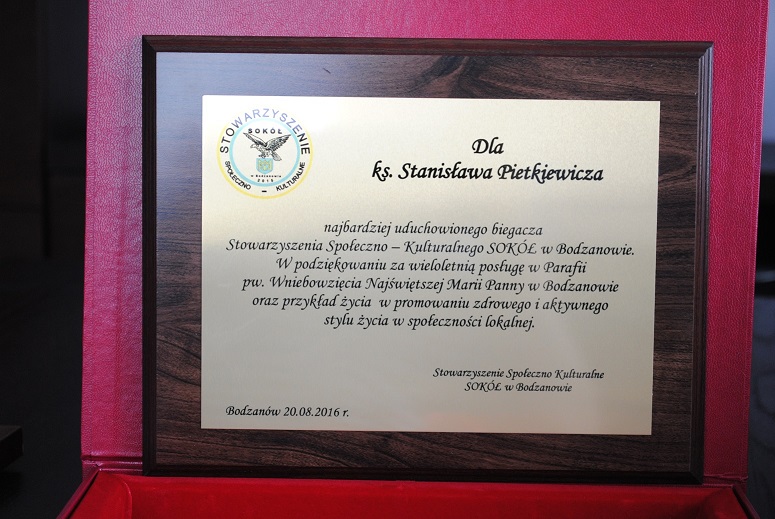 STOWARZYSZENIE
SPOŁECZNO – KULTURALNE
SOKÓŁ
w Bodzanowie
2010
Dla
ks. Stanisława Pietkiewicza
najbardziej uduchowionego biegacza
Stowarzyszenia Społeczno – Kulturalnego SOKÓŁ w Bodzanowie.
W podziękowaniu za wieloletnią posługę w Parafii
pw. Wniebowzięcia Najświętszej Marii Panny w Bodzanowie
oraz przykład życia w promowaniu zdrowego i aktywnego
stylu życia w społeczności lokalnej.
Stowarzyszenie Społeczno Kulturalne
SOKÓŁ w Bodzanowie
Bodzanów 20.08.2016 r.